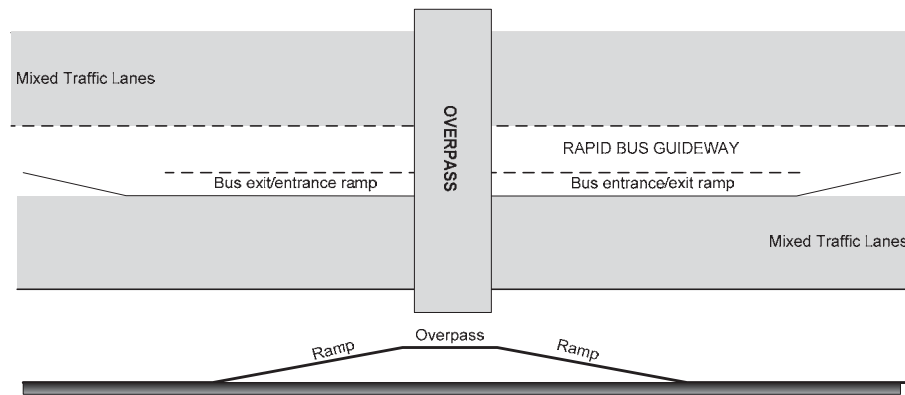 Mixed Traffic Lanes
OVERPASS
RAPID BUS GUIDEWAY
Bus exit/entrance ramp
Bus entrance/exit ramp
Mixed Traffic Lanes
Overpass
Ramp
Ramp